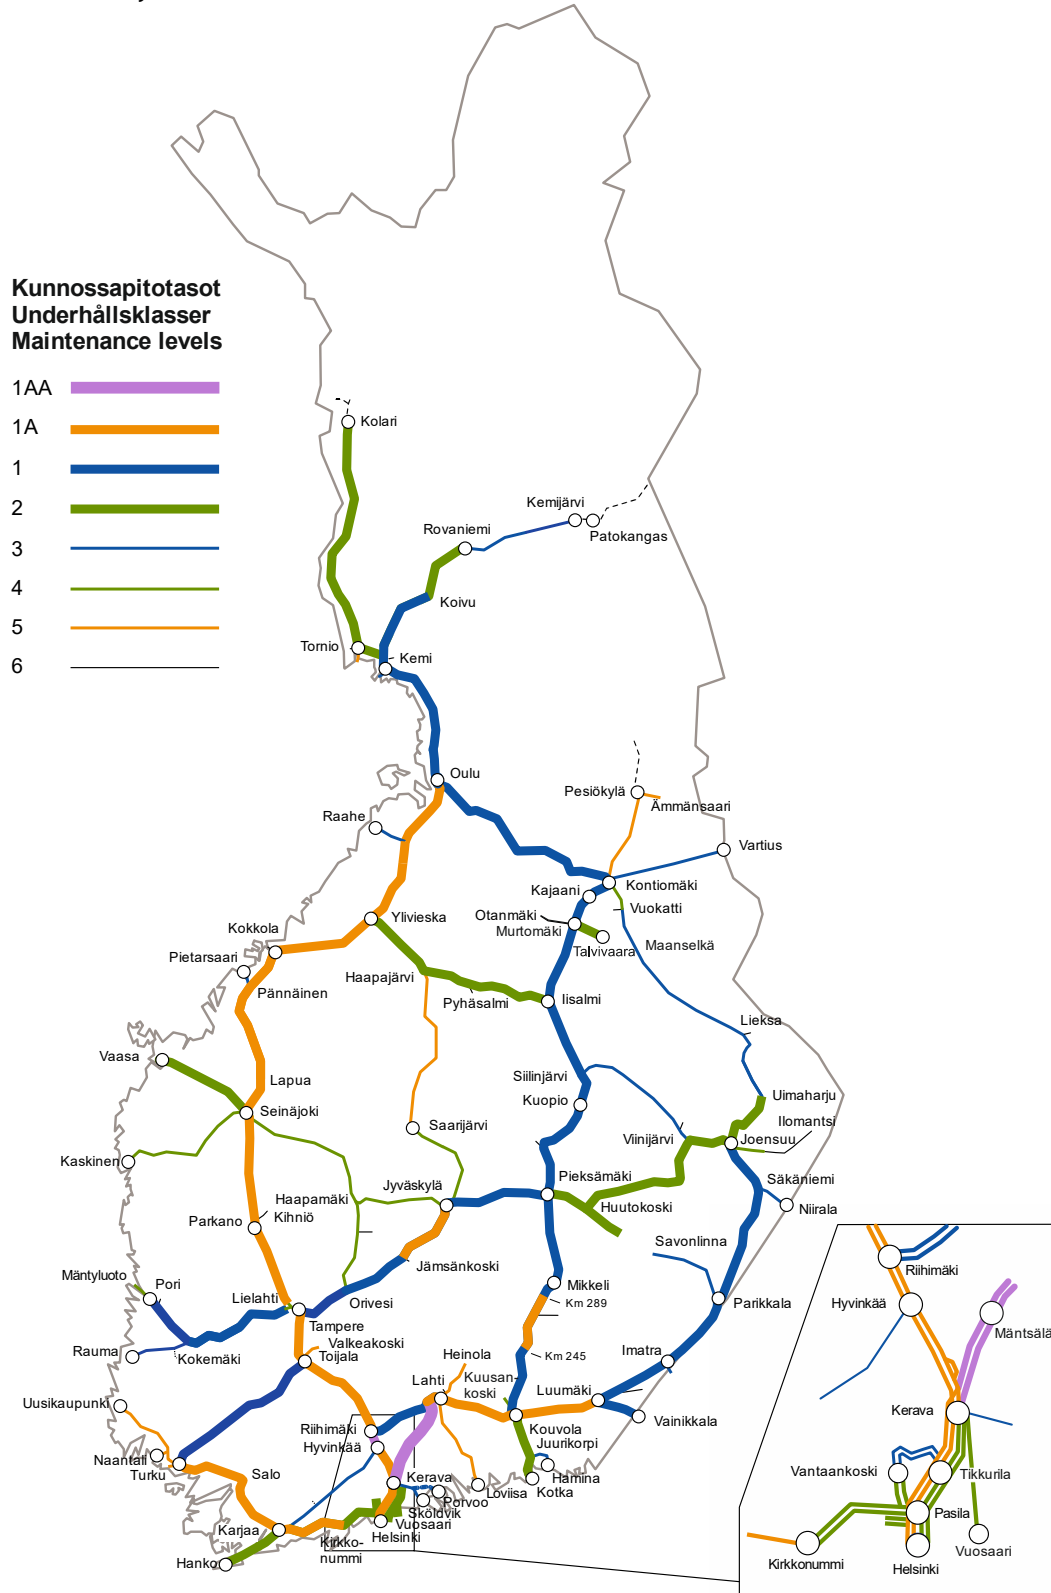 Kunnossapitotasot
Underhållsklasser
Maintenance levels
1AA
1A
1
2
3
4
5
6
Kolari
Kemijärvi
Patokangas
Rovaniemi
Koivu
Tornio
Kemi
Oulu
Pesiökylä
Ämmänsaari
Raahe
Vartius
Kajaani
Kontiomäki
Vuokatti
Otanmäki
Murtomäki
Maanselkä
Talvivaara
Ylivieska
Kokkola
Pietarsaari
Pännäinen
Haapajärvi
Pyhäsalmi
Iisalmi
Lieksa
Vaasa
Lapua
Seinäjoki
Siilinjärvi
Kuopio
Uimaharju
Ilomantsi
Saarijärvi
Viinijärvi
Joensuu
Kaskinen
Jyväskylä
Pieksämäki
Säkäniemi
Haapamäki
Kihniö
Parkano
Huutokoski
Niirala
Savonlinna
Jämsänkoski
Mäntyluoto
Pori
Lielahti
Orivesi
Mikkeli
Km 289
Parikkala
Tampere
Valkeakoski
Toijala
Rauma
Kokemäki
Km 245
Imatra
Heinola
Lahti
Kuusan-
koski
Luumäki
Uusikaupunki
Vainikkala
Riihimäki
Hyvinkää
Kouvola
Juurikorpi
Naantali
Turku
Salo
Kerava
Hamina
Kotka
Loviisa
Porvoo
Sköldvik
Vuosaari
Helsinki
Karjaa
Kirkko-
nummi
Hanko
Riihimäki
Hyvinkää
Mäntsälä
Kerava
Vantaankoski
Tikkurila
Pasila
Kirkkonummi
Helsinki
Vuosaari